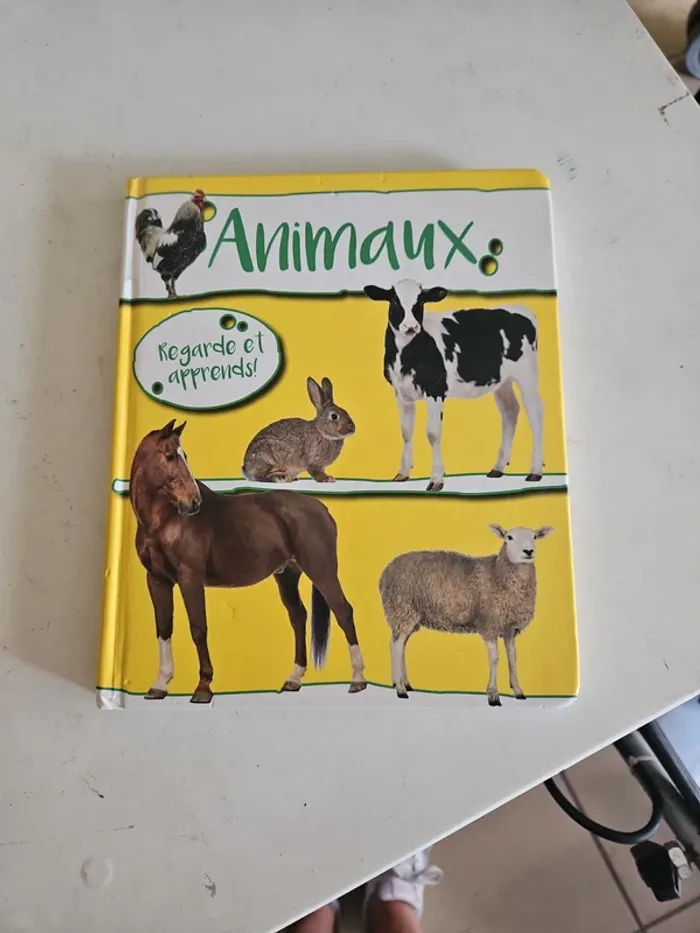 Animaux
Regarde et
apprends!